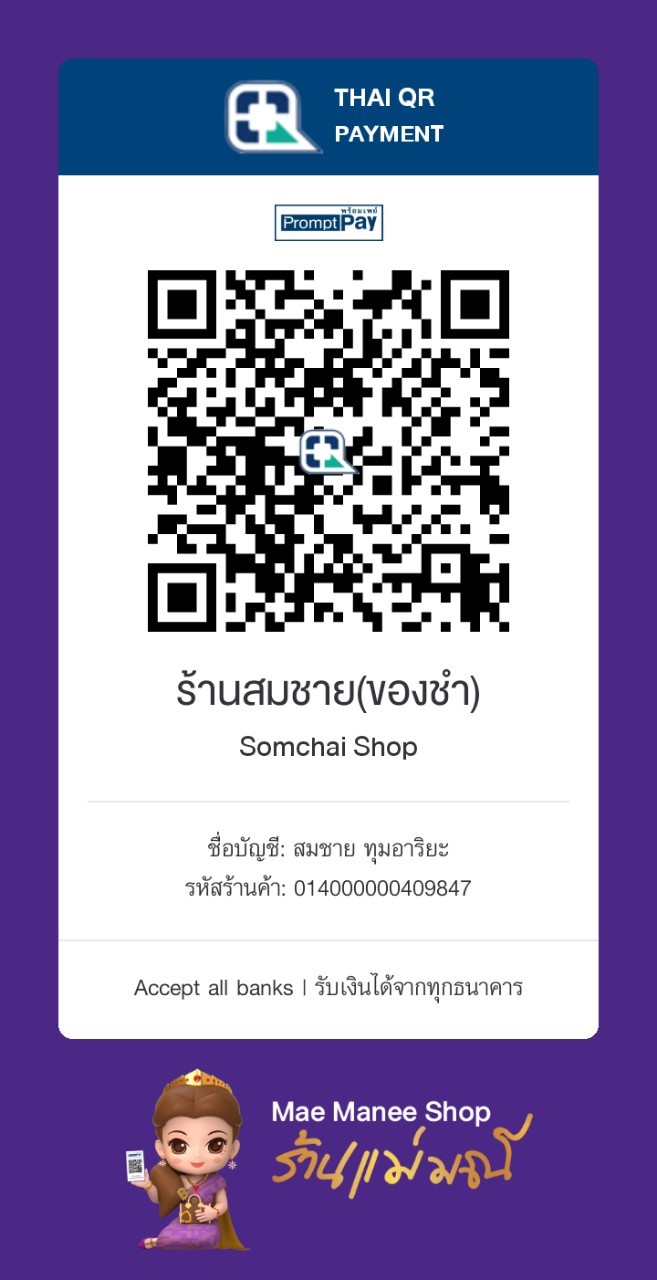 THAI QR
PAYMENT
พร้อมเพย์
PromptPay
ร้านสมชาย(ของชำ)
Somchai Shop
ชื่อบัญชี: สมชาย ทุมอาริยะ
รหัสร้านค้า: 014000000409847
Accept all banks | รับเงินได้จากทุกธนาคาร
Mae Manee Shop
ร้านแม่มณี